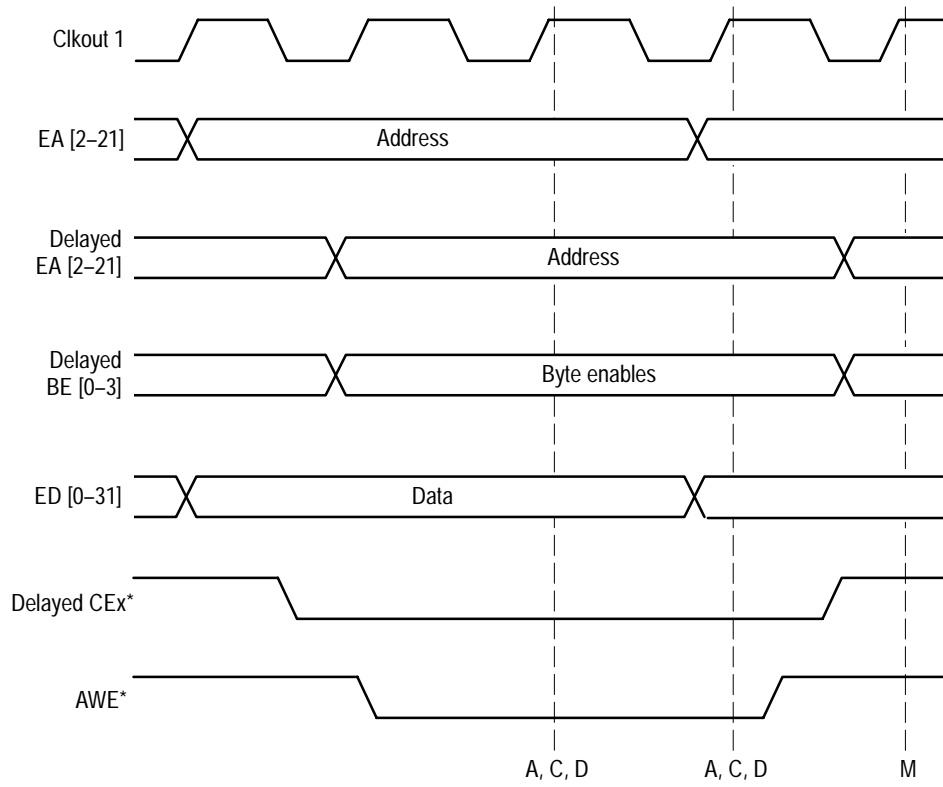 Clkout 1
EA [2–21]
Address
Delayed
EA [2–21]
Address
Delayed
BE [0–3]
Byte enables
ED [0–31]
Data
Delayed CEx*
AWE*
A, C, D
A, C, D
M